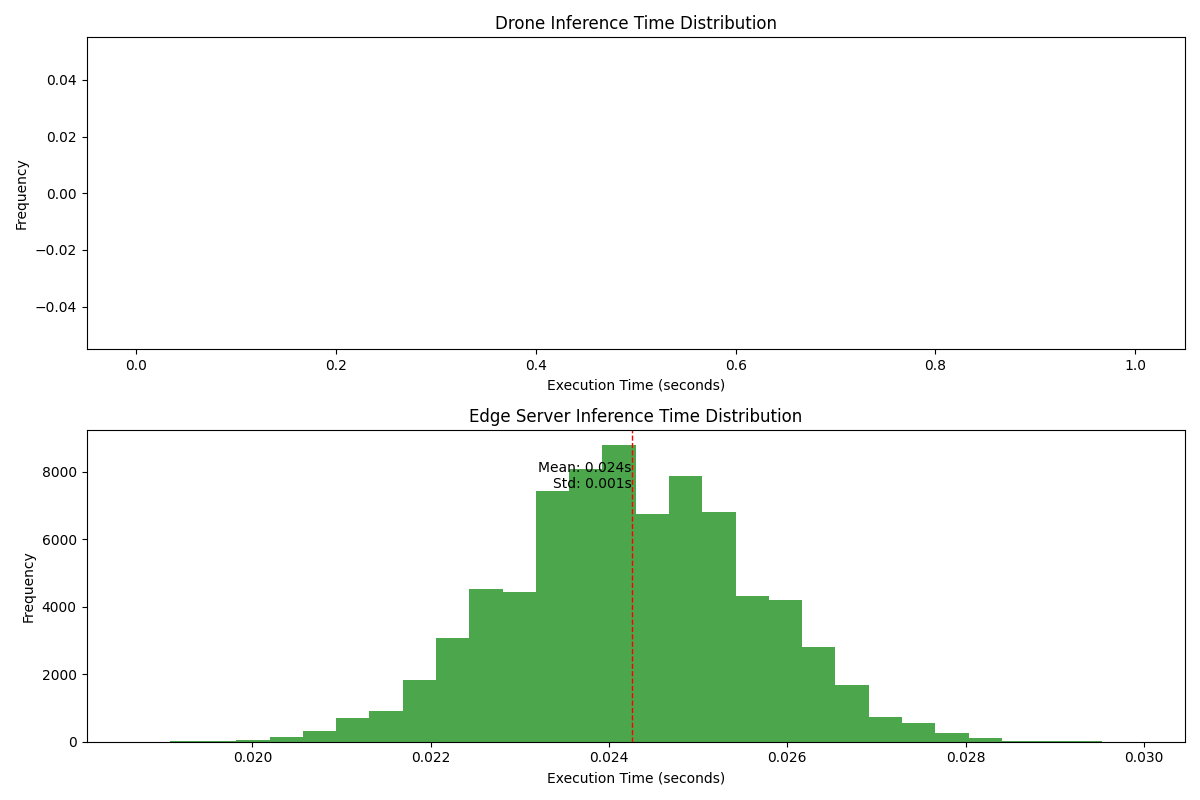 Drone Inference Time Distribution
Frequency
0.04
0.02
0.00
−0.02
−0.04
0.0 0.2 0.4 0.6 0.8 1.0
Execution Time (seconds)
Edge Server Inference Time Distribution
Frequency
8000
6000
4000
2000
0
Mean: 0.024s
Std: 0.001s
0.020 0.022 0.024 0.026 0.028 0.030
Execution Time (seconds)